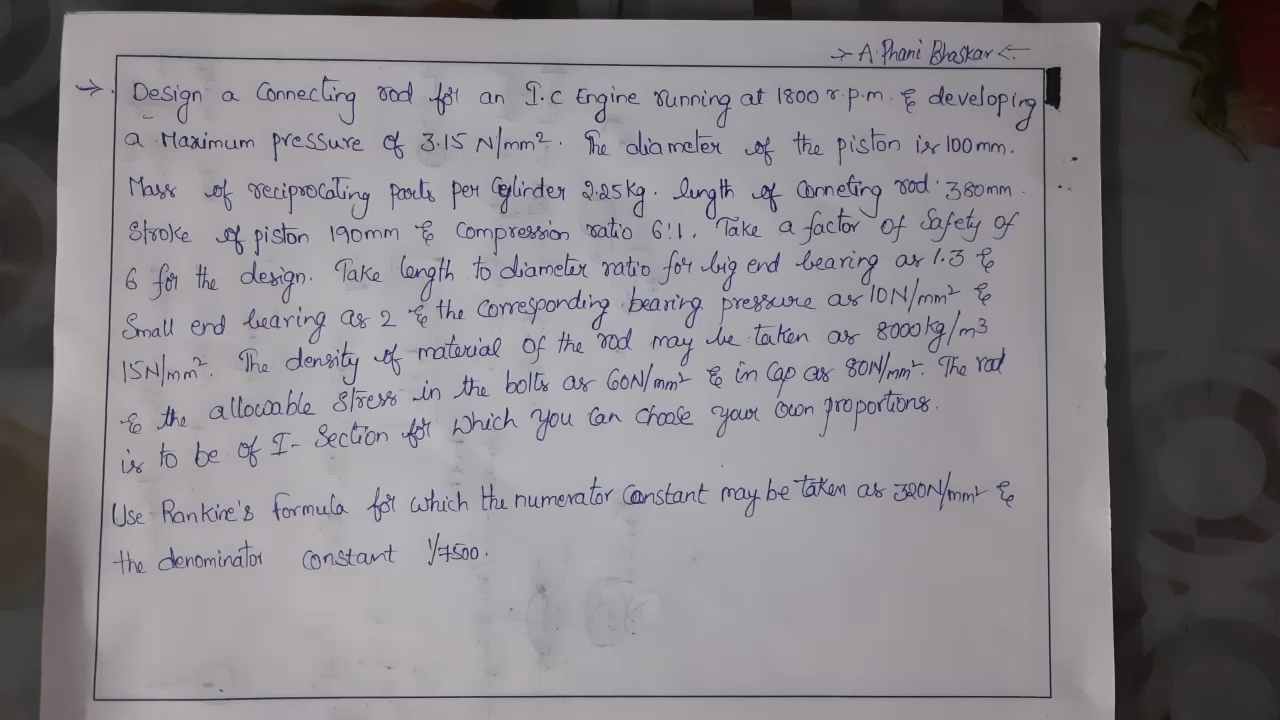 → A. Phani Bhaskar ←.
→. Design a Connecting rod for an I.C Engine running at 1800 r.p.m. & developing
a Maximum pressure of 3.15 N/mm². The diameter of the piston is 100mm.
Mass of reciprocating parts per Cylinder 2.25kg. length of Conneting rod. 380mm.
Stroke of piston 190mm & Compression ratio 6:1. Take a factor of Safety of
6 for the design. Take length to diameter ratio for big end bearing as 1.3 &
Small end bearing as 2 & the Corresponding bearing pressure as 10N/mm² &
15N/mm². The density of material of the rod may be taken as 8000kg/m3
& the allowable Stress in the bolts as 60N/mm² & in Cap as 80N/mm². The rod
is to be of I- Section for which you Can choose your own proportions.
Use Rankine's formula for which the numerator Constant may be taken as 320N/mm² &
the denominator constant 1/7500.